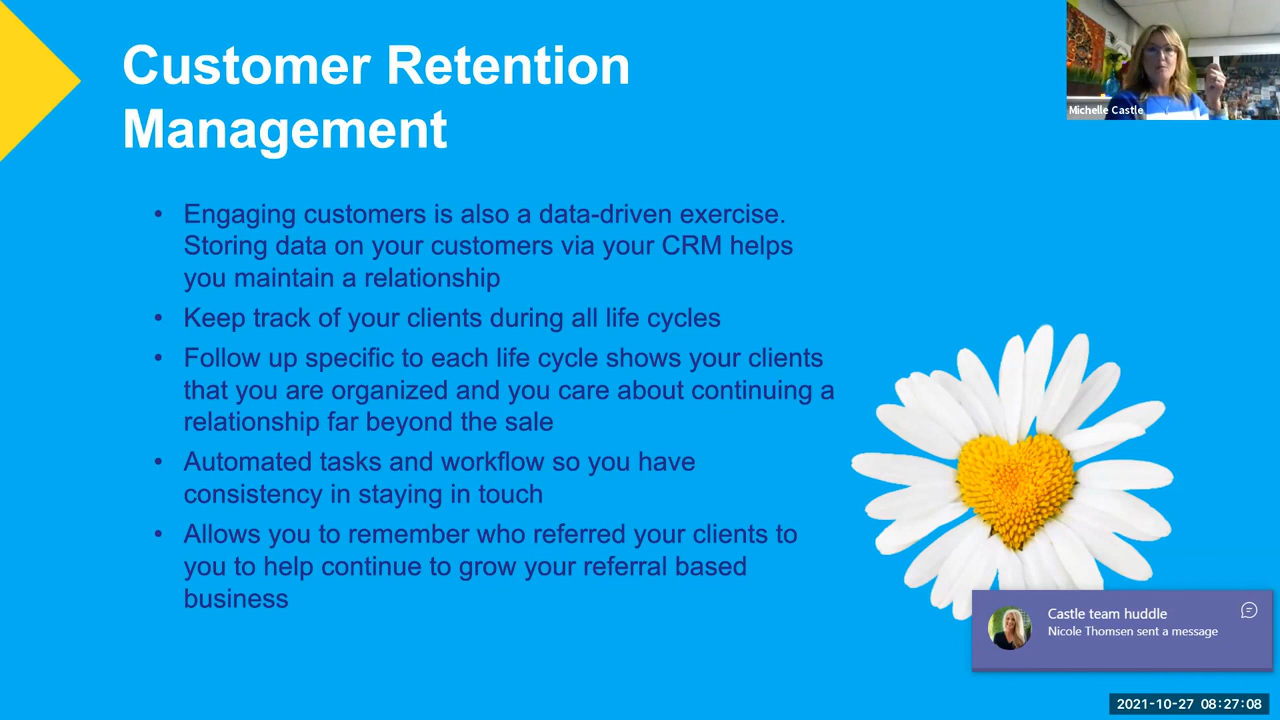 Customer Retention
Management
Michelle Castle
• Engaging customers is also a data-driven exercise.
Storing data on your customers via your CRM helps
you maintain a relationship
• Keep track of your clients during all life cycles
• Follow up specific to each life cycle shows your clients
that you are organized and you care about continuing a
relationship far beyond the sale
• Automated tasks and workflow so you have
consistency in staying in touch
• Allows you to remember who referred your clients to
you to help continue to grow your referral based
business
Castle team huddle
Nicole Thomsen sent a message
2021-10-27 08:27:08